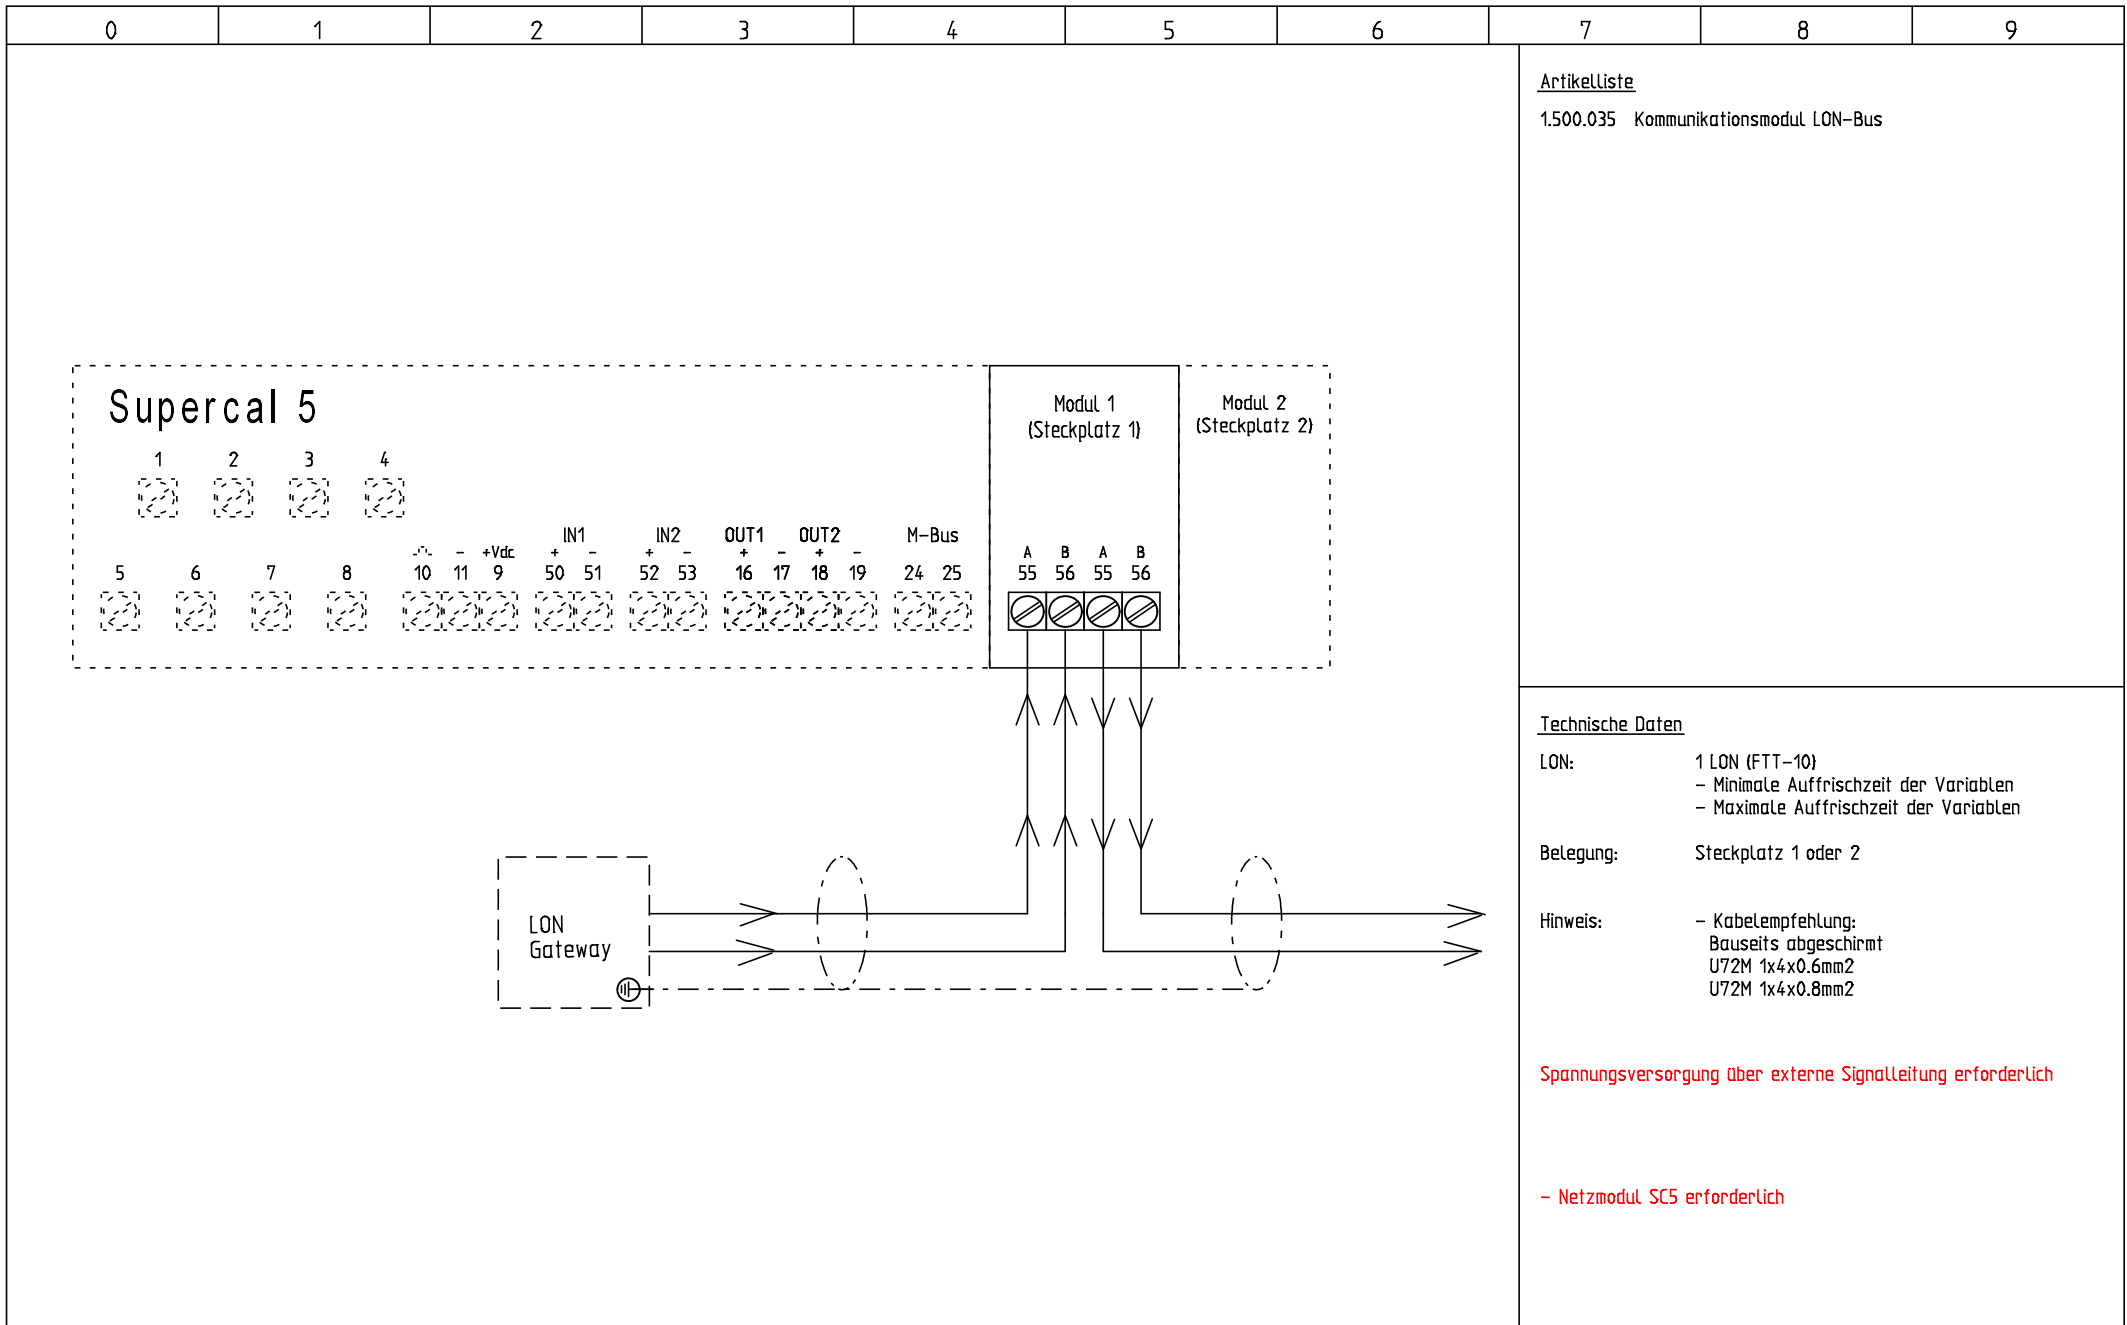 0 1 2 3 4 5 6 7 8 9
Artikelliste
1.500.035 Kommunikationsmodul LON-Bus
Supercal 5
Modul 1
(Steckplatz 1)
Modul 2
(Steckplatz 2)
1 2 3 4
IN1 IN2 OUT1 OUT2 M-Bus
- +Vdc + - + - + - + - A B A B
5 6 7 8 10 11 9 50 51 52 53 16 17 18 19 24 25 55 56 55 56
LON
Gateway
Technische Daten
LON: 1 LON (FTT-10)
- Minimale Auffrischzeit der Variablen
- Maximale Auffrischzeit der Variablen
Belegung: Steckplatz 1 oder 2
Hinweis: - Kabelempfehlung:
Bauseits abgeschirmt
U72M 1x4x0.6mm2
U72M 1x4x0.8mm2
Spannungsversorgung über externe Signalleitung erforderlich
- Netzmodul SC5 erforderlich